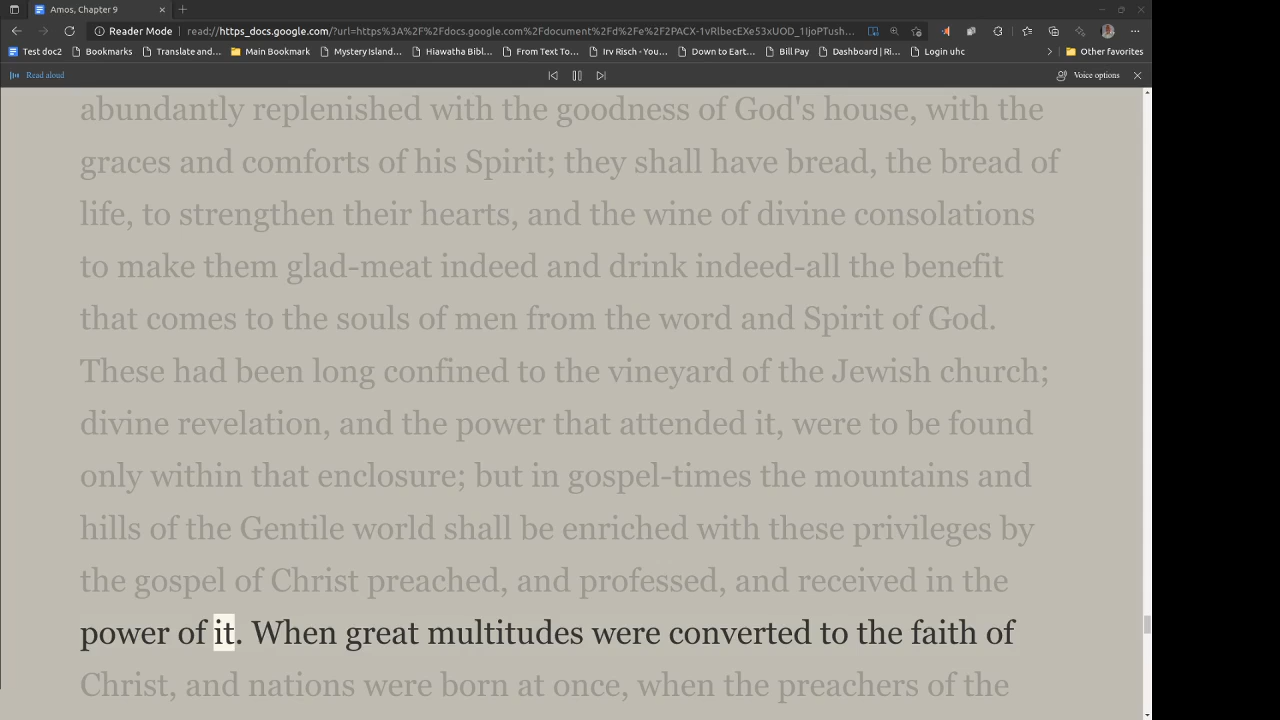 Amos, Chapter 9
Reader Mode read://https_docs.google.com/?url=https%3A%2F%2Fdocs.google.com%2Fdocument%2Fd%2Fe%2F2PACX-1vRlbecEXe53xUOD_1IjoPTush...
Test doc2 Bookmarks Translate and... Main Bookmark Mystery Island... Hiawatha Bibl... From Text To... Irv Risch - You... Down to Eart... Bill Pay Dashboard | Ri... Login uhc Other favorites
Read aloud Voice options
abundantly replenished with the goodness of God's house, with the
graces and comforts of his Spirit; they shall have bread, the bread of
life, to strengthen their hearts, and the wine of divine consolations
to make them glad-meat indeed and drink indeed-all the benefit
that comes to the souls of men from the word and Spirit of God.
These had been long confined to the vineyard of the Jewish church;
divine revelation, and the power that attended it, were to be found
only within that enclosure; but in gospel-times the mountains and
hills of the Gentile world shall be enriched with these privileges by
the gospel of Christ preached, and professed, and received in the
power of it. When great multitudes were converted to the faith of
Christ, and nations were born at once, when the preachers of the